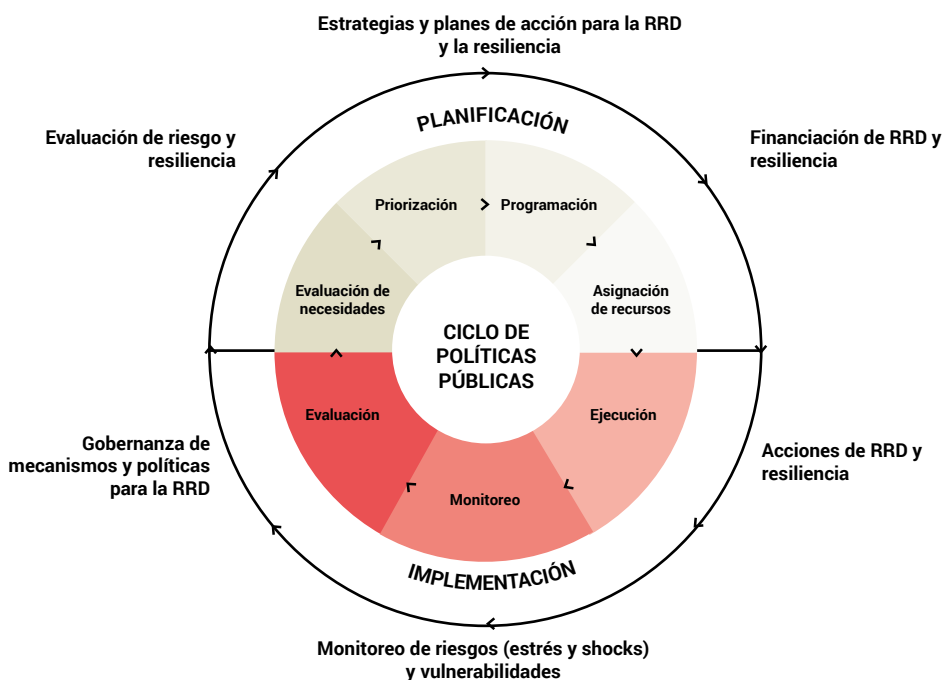 Estrategias y planes de acción para la RRD
y la resiliencia
PLANIFICACIÓN
Evaluación de riesgo y
resiliencia
Financiación de RRD y
resiliencia
Priorización
Programación
Evaluación de
necesidades
Asignación
de recursos
CICLO DE
POLÍTICAS
PÚBLICAS
Evaluación
Ejecución
Monitoreo
Gobernanza de
mecanismos y políticas
para la RRD
Acciones de RRD y
resiliencia
IMPLEMENTACIÓN
Monitoreo de riesgos (estrés y shocks)
y vulnerabilidades